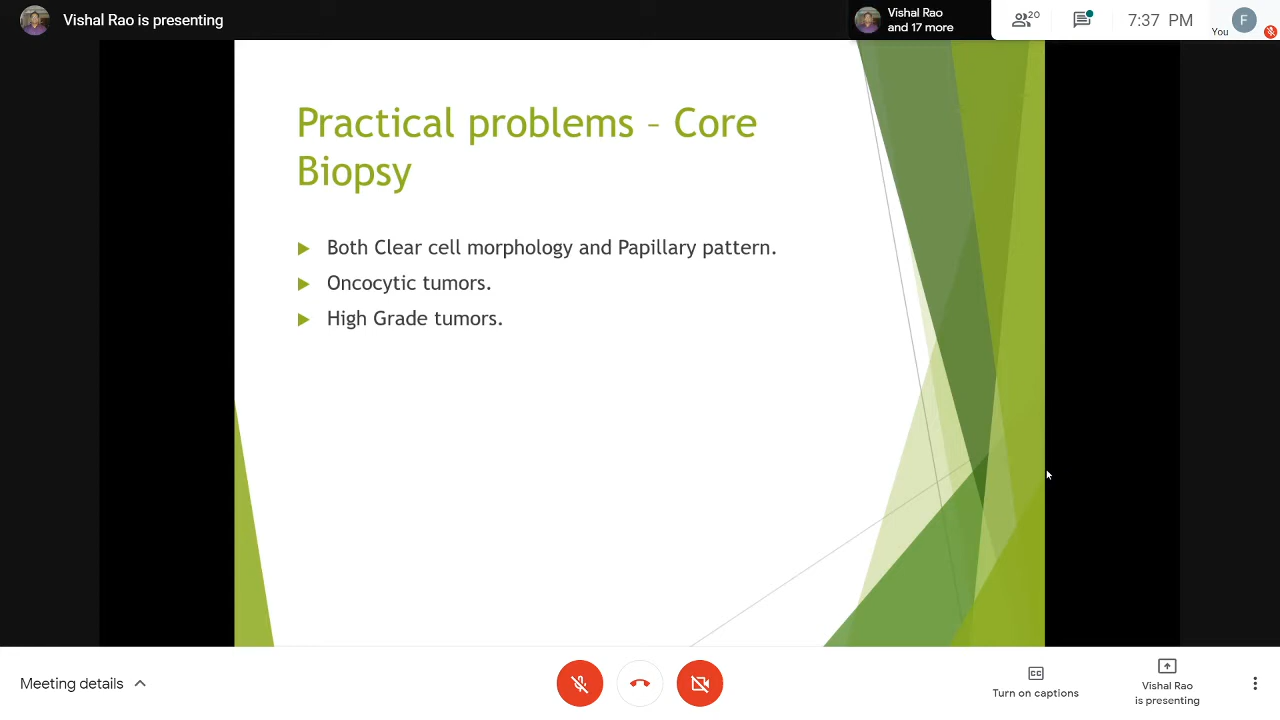 Vishal Rao is presenting
Vishal Rao
and 17 more
20
7:37 PM
You
F
Practical problems – Core
Biopsy
Both Clear cell morphology and Papillary pattern.
Oncocytic tumors.
High Grade tumors.
Meeting details
CC
Turn on captions
Vishal Rao
is presenting